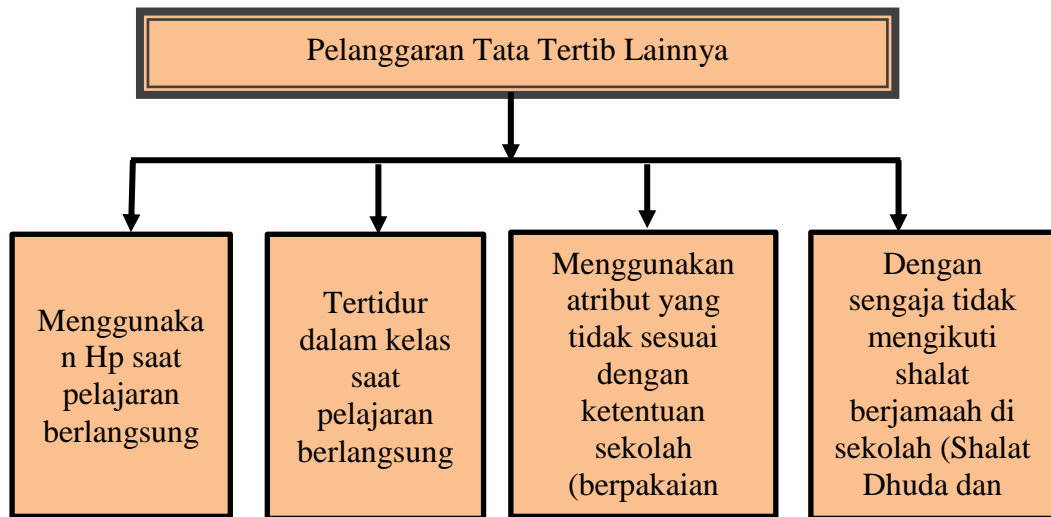 Pelanggaran Tata Tertib Lainnya
Menggunaka
n Hp saat
pelajaran
berlangsung
Tertidur
dalam kelas
saat
pelajaran
berlangsung
Menggunakan
atribut yang
tidak sesuai
dengan
ketentuan
sekolah
(berpakaian
Dengan
sengaja tidak
mengikuti
shalat
berjamaah di
sekolah (Shalat
Dhuda dan